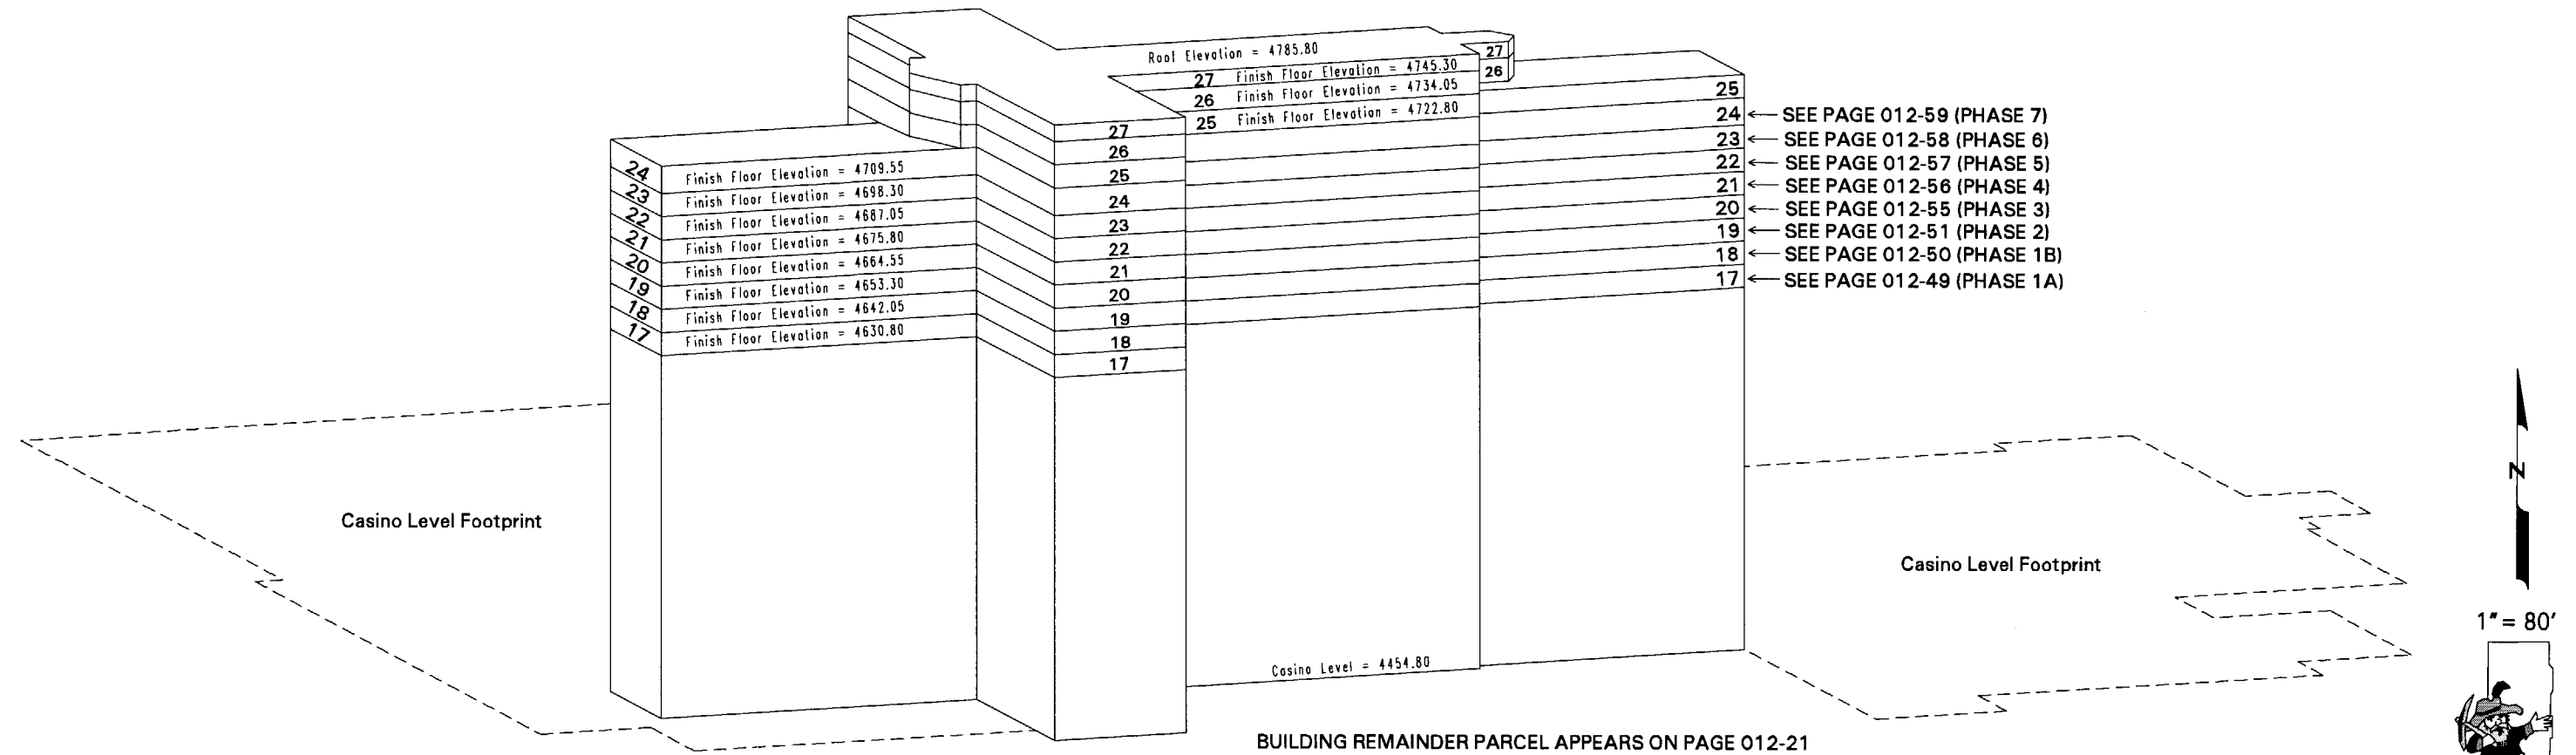 Roof Elevation = 4785.80
27 Finish Floor Elevation = 4745.30
26 Finish Floor Elevation = 4734.05
25 Finish Floor Elevation = 4722.80
27
26
25
24 SEE PAGE 012-59 (PHASE 7)
23 SEE PAGE 012-58 (PHASE 6)
22 SEE PAGE 012-57 (PHASE 5)
21 SEE PAGE 012-56 (PHASE 4)
20 SEE PAGE 012-55 (PHASE 3)
19 SEE PAGE 012-51 (PHASE 2)
18 SEE PAGE 012-50 (PHASE 1B)
17 SEE PAGE 012-49 (PHASE 1A)
24 Finish Floor Elevation = 4709.55
23 Finish Floor Elevation = 4698.30
22 Finish Floor Elevation = 4687.05
21 Finish Floor Elevation = 4675.80
20 Finish Floor Elevation = 4664.55
19 Finish Floor Elevation = 4653.30
18 Finish Floor Elevation = 4642.05
17 Finish Floor Elevation = 4630.80
27
26
25
24
23
22
21
20
19
18
17
Casino Level Footprint
Casino Level Footprint
N
1" = 80'
Casino Level = 4454.80
BUILDING REMAINDER PARCEL APPEARS ON PAGE 012-21